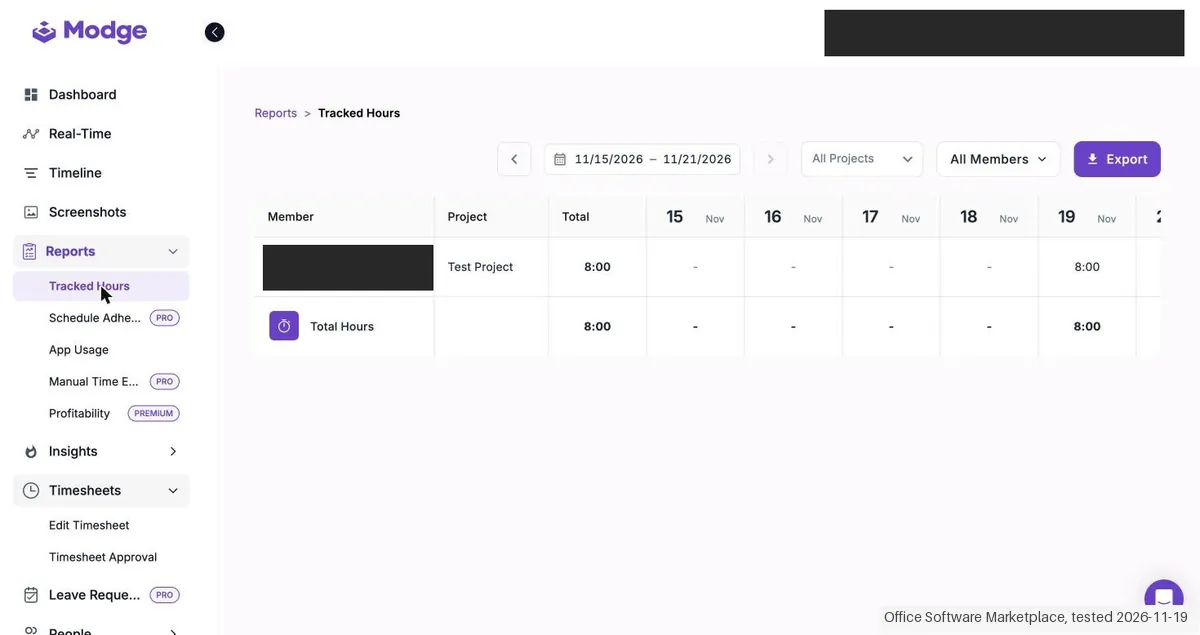 Modge
Dashboard
Real-Time
Timeline
Screenshots
Reports
Tracked Hours
Schedule Adhe... PRO
App Usage
Manual Time E... PRO
Profitability PREMIUM
Insights
Timesheets
Edit Timesheet
Timesheet Approval
Leave Reque... PRO
People
Reports > Tracked Hours
11/15/2026 – 11/21/2026 All Projects All Members Export
Member Project Total 15 Nov 16 Nov 17 Nov 18 Nov 19 Nov
Test Project 8:00 - - - - 8:00
Total Hours 8:00 - - - - 8:00
Office Software Marketplace, tested 2026-11-19